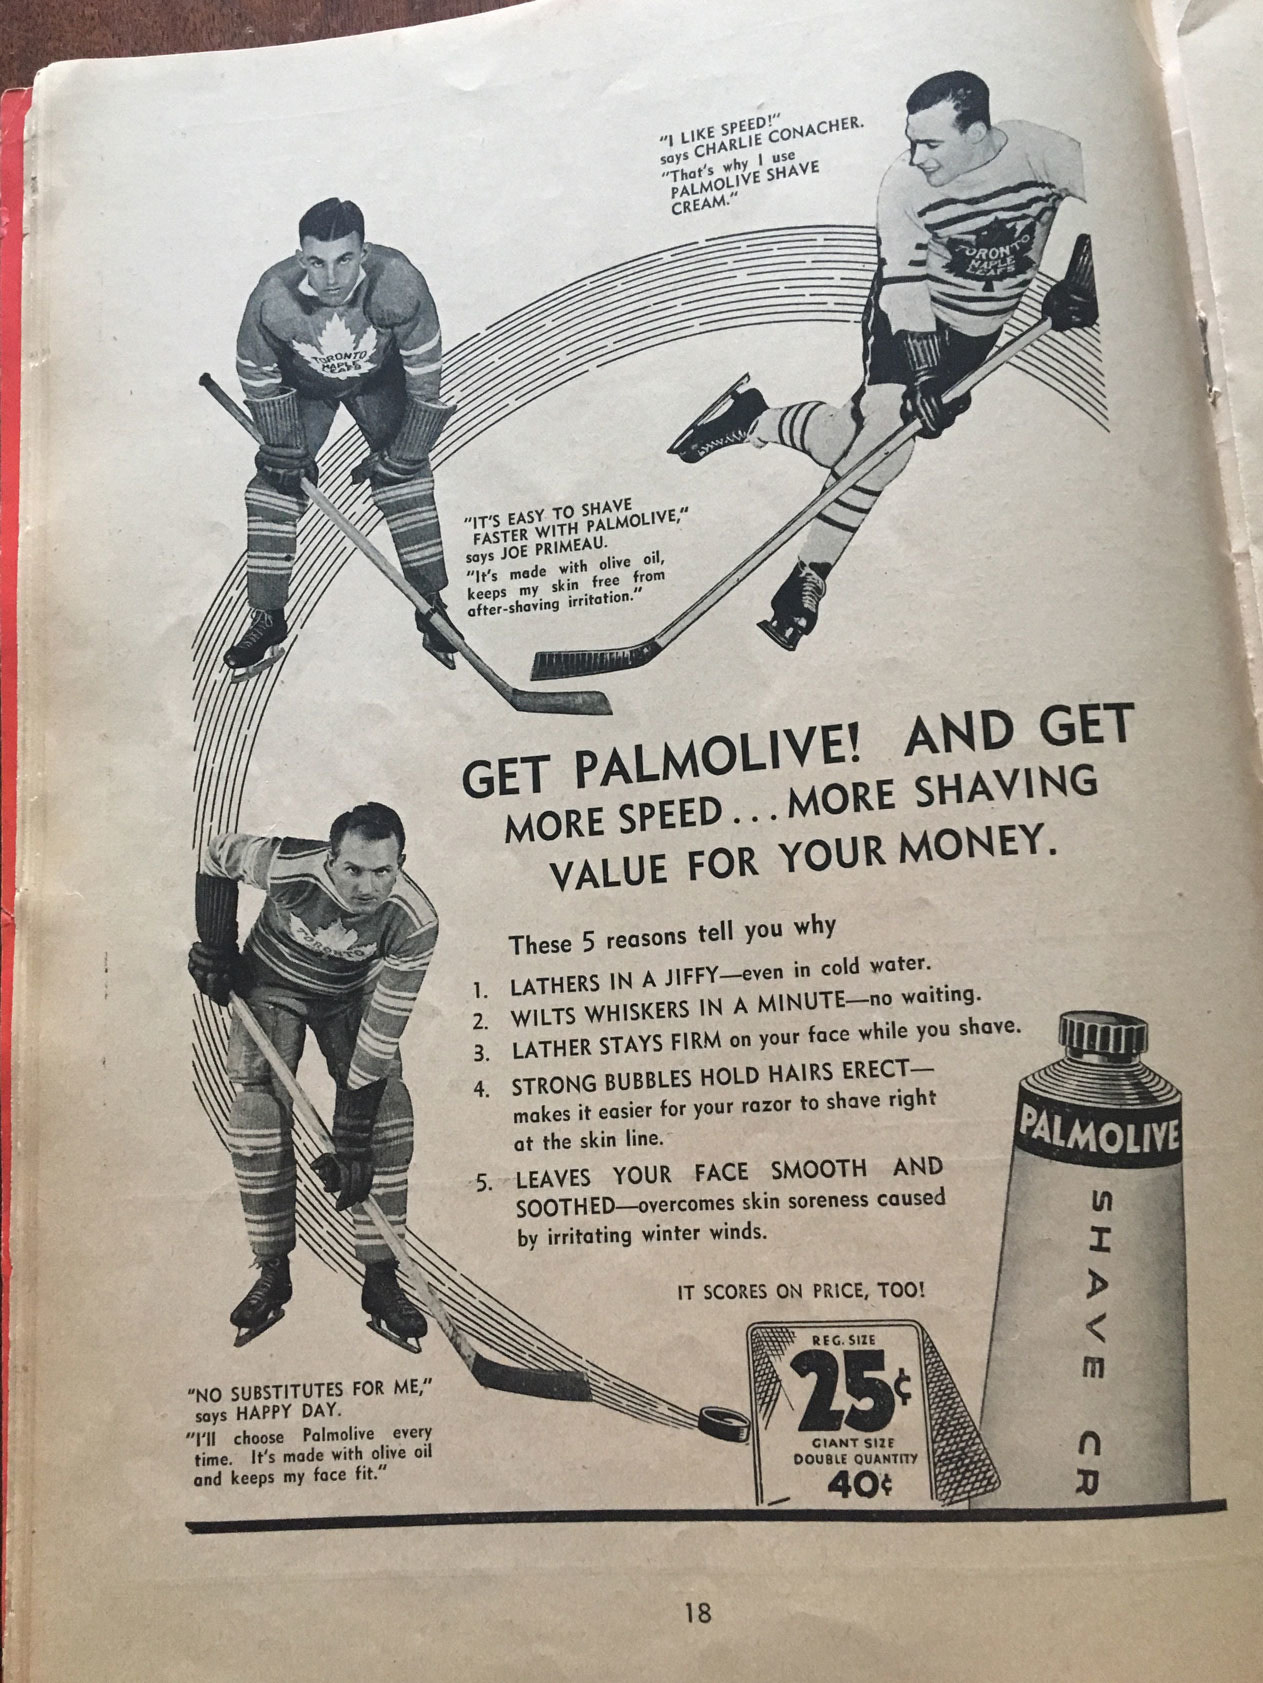 "I LIKE SPEED!"
says CHARLIE CONACHER.
"That's why I use
PALMOLIVE SHAVE
CREAM."
TORONTO
MAPLE
LEAFS
TORONTO
MAPLE
LEAFS
"IT'S EASY TO SHAVE
FASTER WITH PALMOLIVE,"
says JOE PRIMEAU.
"It's made with olive oil,
keeps my skin free from
after-shaving irritation."
GET PALMOLIVE! AND GET
MORE SPEED...MORE SHAVING
VALUE FOR YOUR MONEY.
TORONTO
These 5 reasons tell you why
1. LATHERS IN A JIFFY—even in cold water.
2. WILTS WHISKERS IN A MINUTE—no waiting.
3. LATHER STAYS FIRM on your face while you shave.
4. STRONG BUBBLES HOLD HAIRS ERECT—
makes it easier for your razor to shave right
at the skin line.
5. LEAVES YOUR FACE SMOOTH AND
SOOTHED—overcomes skin soreness caused
by irritating winter winds.
PALMOLIVE
SHAVE CR
IT SCORES ON PRICE, TOO!
REG. SIZE
25¢
GIANT SIZE
DOUBLE QUANTITY
40¢
"NO SUBSTITUTES FOR ME,"
says HAPPY DAY.
"I'll choose Palmolive every
time. It's made with olive oil
and keeps my face fit."
18